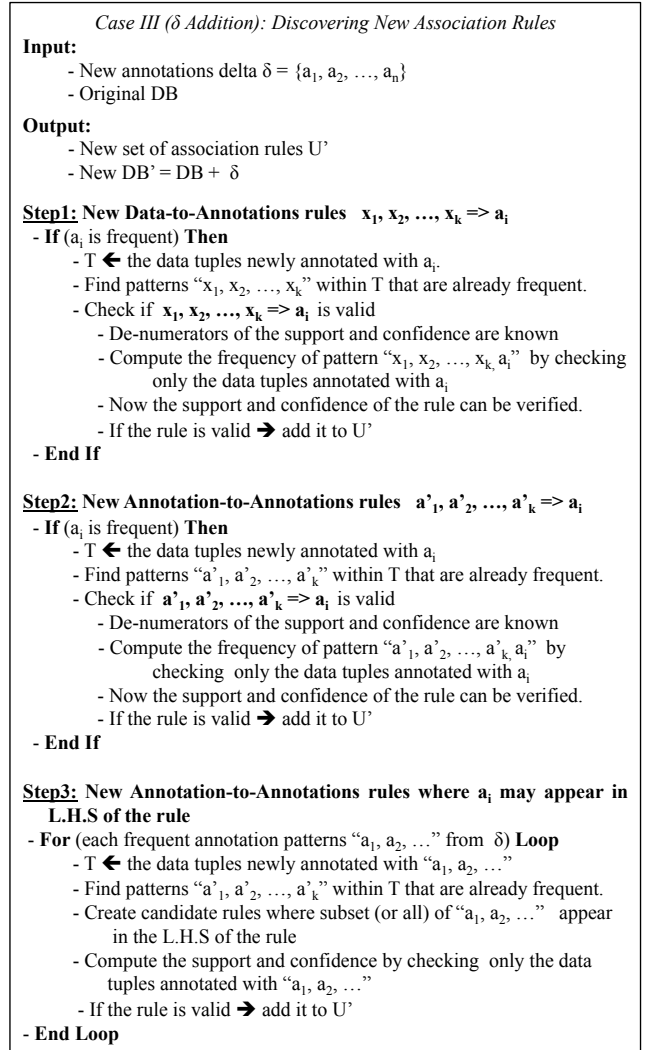 Case III (δ Addition): Discovering New Association Rules
Input:
- New annotations delta δ = {a₁, a₂, …, aₙ}
- Original DB
Output:
- New set of association rules U’
- New DB’ = DB + δ
Step1: New Data-to-Annotations rules x₁, x₂, …, xₖ => aᵢ
- If (aᵢ is frequent) Then
- T 🡸 the data tuples newly annotated with aᵢ.
- Find patterns “x₁, x₂, …, xₖ” within T that are already frequent.
- Check if x₁, x₂, …, xₖ => aᵢ is valid
- De-numerators of the support and confidence are known
- Compute the frequency of pattern “x₁, x₂, …, xₖ, aᵢ” by checking
only the data tuples annotated with aᵢ
- Now the support and confidence of the rule can be verified.
- If the rule is valid ➔ add it to U’
- End If
Step2: New Annotation-to-Annotations rules a’₁, a’₂, …, a’ₖ => aᵢ
- If (aᵢ is frequent) Then
- T 🡸 the data tuples newly annotated with aᵢ
- Find patterns “a’₁, a’₂, …, a’ₖ” within T that are already frequent.
- Check if a’₁, a’₂, …, a’ₖ => aᵢ is valid
- De-numerators of the support and confidence are known
- Compute the frequency of pattern “a’₁, a’₂, …, a’ₖ, aᵢ” by
checking only the data tuples annotated with aᵢ
- Now the support and confidence of the rule can be verified.
- If the rule is valid ➔ add it to U’
- End If
Step3: New Annotation-to-Annotations rules where aᵢ may appear in
L.H.S of the rule
- For (each frequent annotation patterns “a₁, a₂, …” from δ) Loop
- T 🡸 the data tuples newly annotated with “a₁, a₂, …”
- Find patterns “a’₁, a’₂, …, a’ₖ” within T that are already frequent.
- Create candidate rules where subset (or all) of “a₁, a₂, …” appear
in the L.H.S of the rule
- Compute the support and confidence by checking only the data
tuples annotated with “a₁, a₂, …”
- If the rule is valid ➔ add it to U’
- End Loop